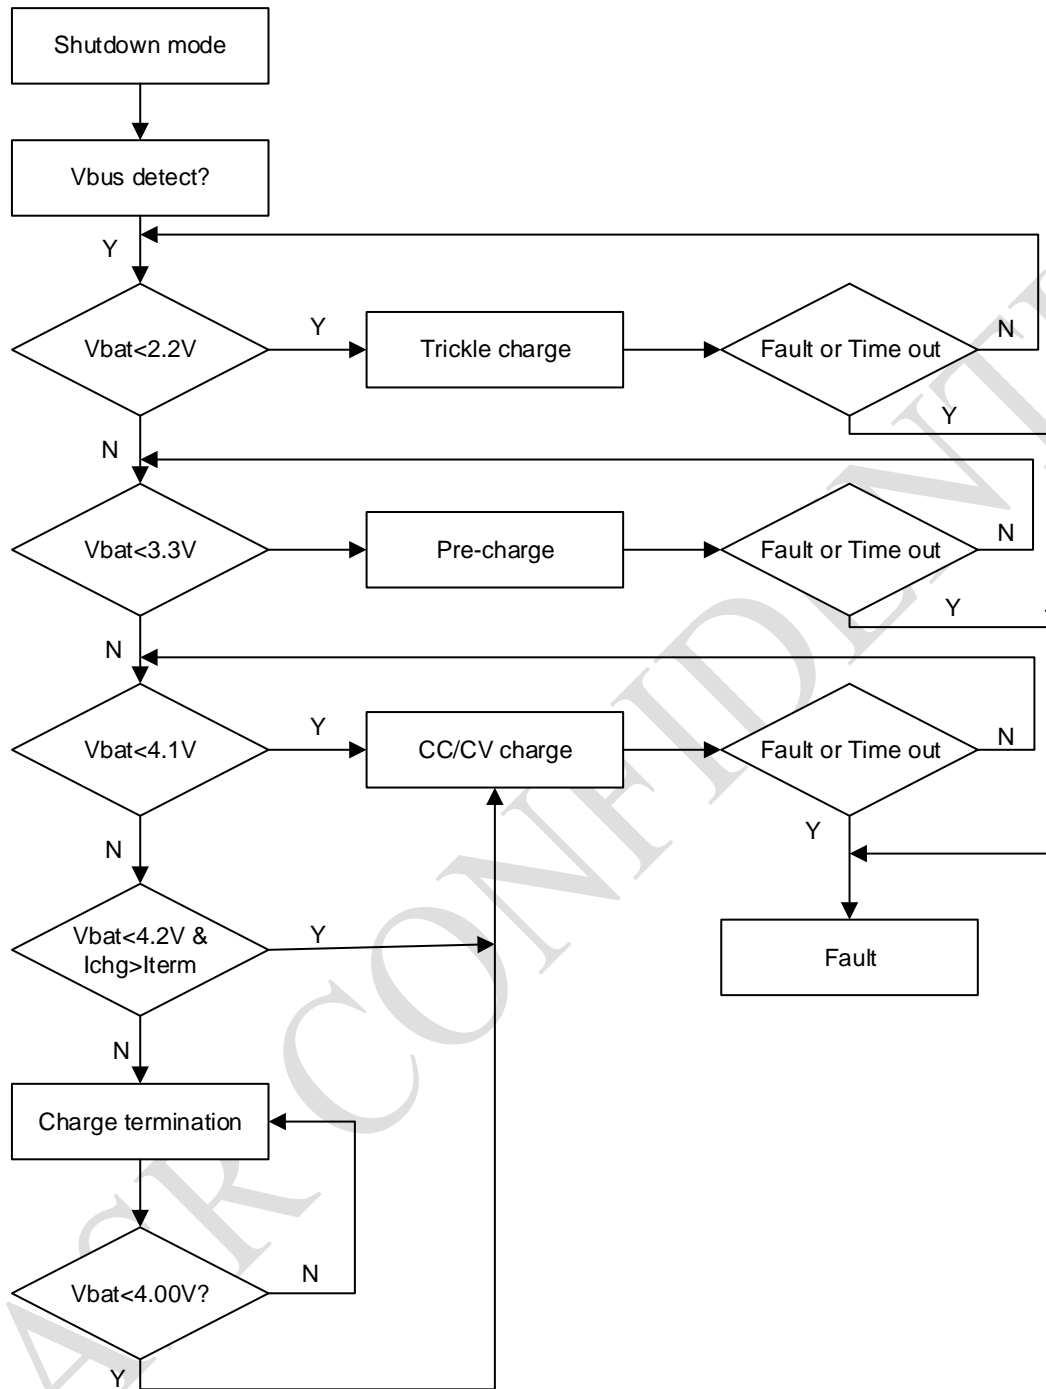 Shutdown mode
Vbus detect?
Y
Vbat<2.2V
Y
Trickle charge
Fault or Time out
N
Y
N
Vbat<3.3V
Pre-charge
Fault or Time out
N
Y
N
Vbat<4.1V
Y
CC/CV charge
Fault or Time out
N
Y
N
Vbat<4.2V &
Ichg>Iterm
Y
Fault
N
Charge termination
Vbat<4.00V?
N
Y
ASR CONFIDENT